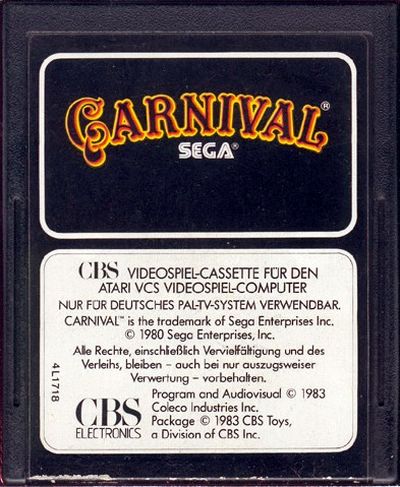 CARNIVAL®
SEGA®
CBS VIDEOSPIEL-CASSETTE FÜR DEN
ATARI VCS VIDEOSPIEL-COMPUTER
NUR FÜR DEUTSCHES PAL-TV-SYSTEM VERWENDBAR.
CARNIVAL™ is the trademark of Sega Enterprises Inc.
© 1980 Sega Enterprises, Inc.
Alle Rechte, einschließlich Vervielfältigung und des
Verleihs, bleiben – auch bei nur auszugsweiser
Verwertung – vorbehalten.
4L1718
CBS
ELECTRONICS
Program and Audiovisual © 1983
Coleco Industries Inc.
Package © 1983 CBS Toys,
a Division of CBS Inc.